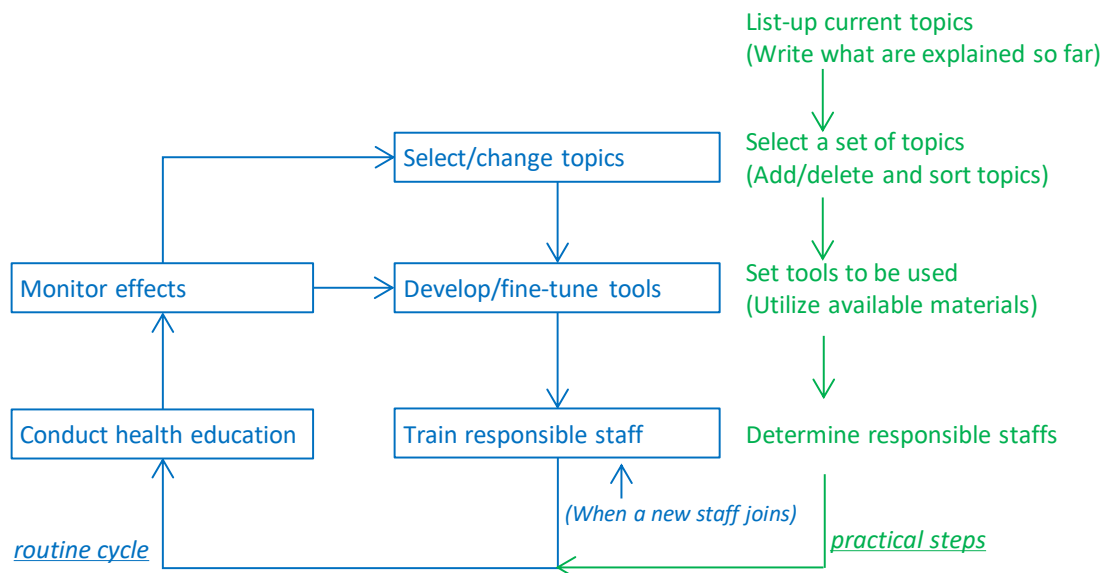 List-up current topics
(Write what are explained so far)
Select/change topics
Select a set of topics
(Add/delete and sort topics)
Monitor effects
Develop/fine-tune tools
Set tools to be used
(Utilize available materials)
Conduct health education
Train responsible staff
Determine responsible staffs
(When a new staff joins)
routine cycle
practical steps